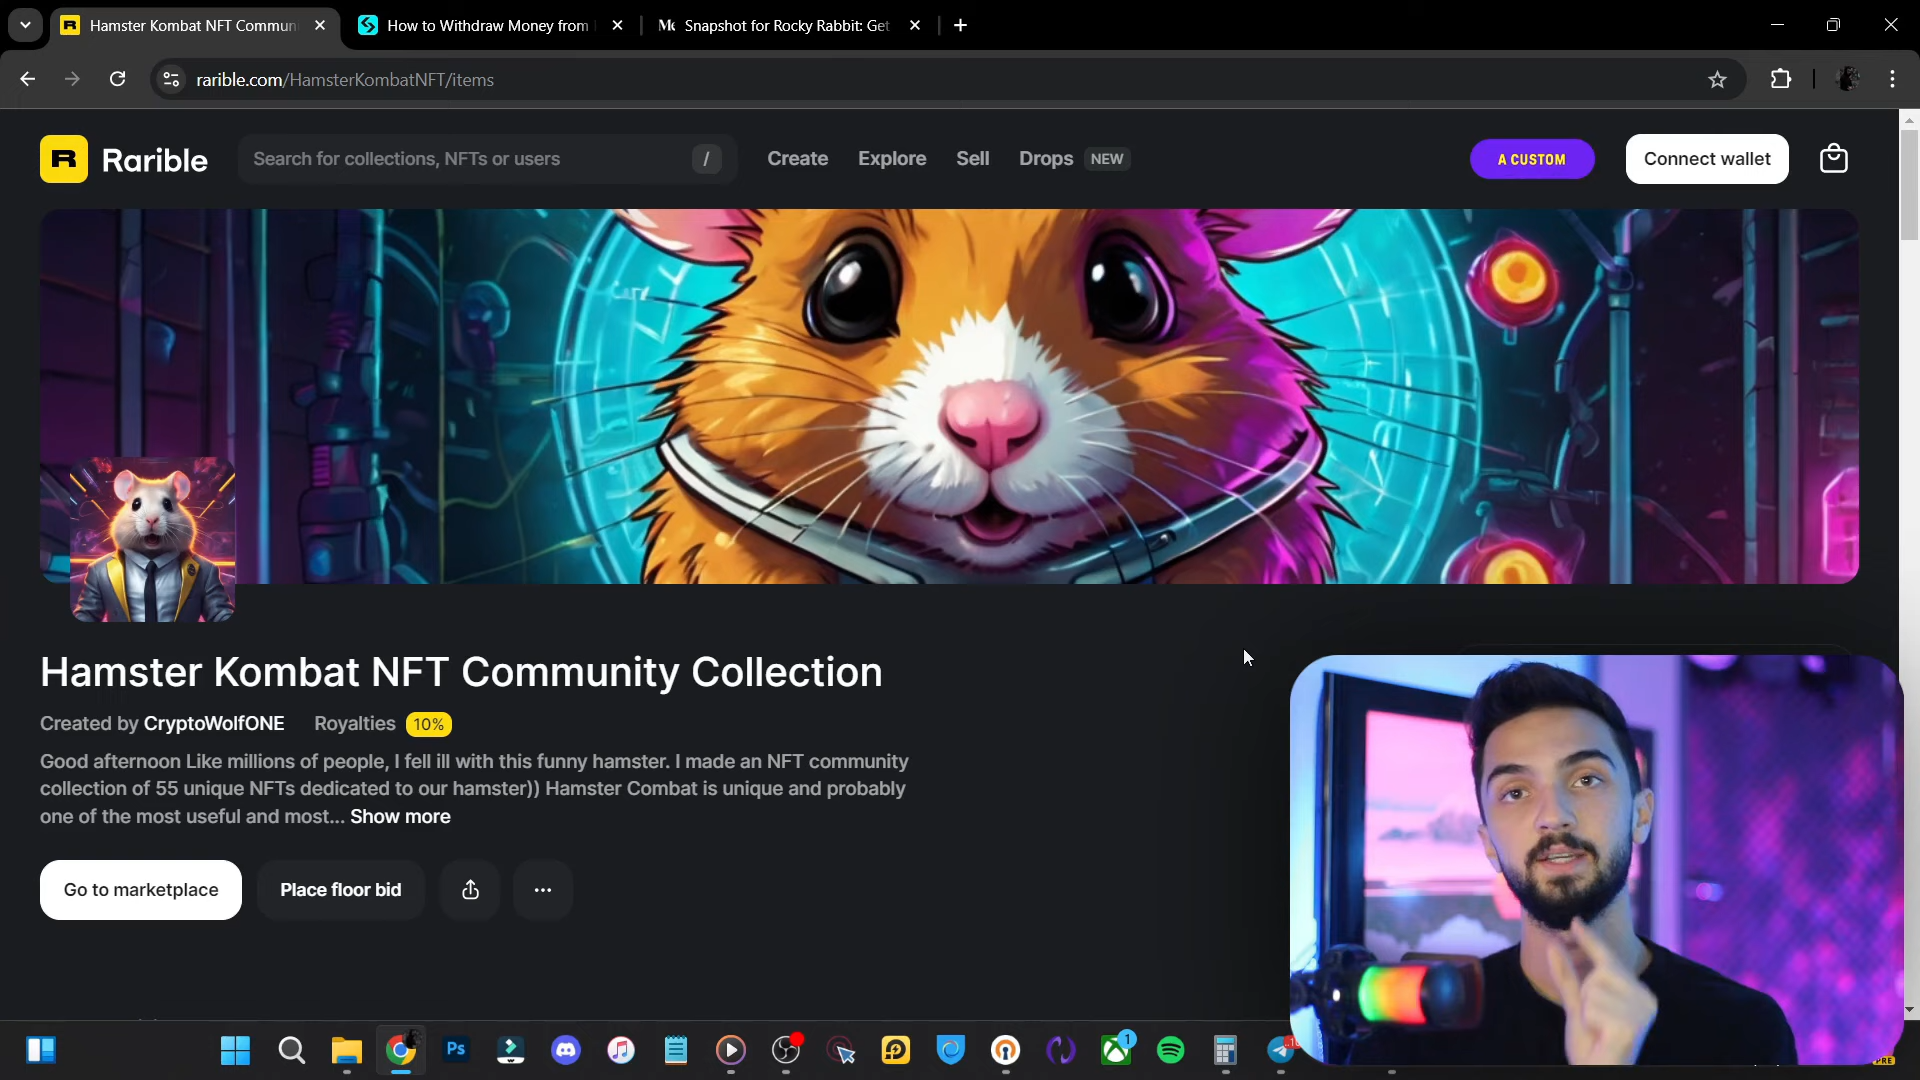 Hamster Kombat NFT Commun
How to Withdraw Money from
Snapshot for Rocky Rabbit: Get
rarible.com/HamsterKombatNFT/items
R Rarible
Search for collections, NFTs or users
/
Create
Explore
Sell
Drops NEW
A CUSTOM
Connect wallet
Hamster Kombat NFT Community Collection
Created by CryptoWolfONE Royalties 10%
Good afternoon Like millions of people, I fell ill with this funny hamster. I made an NFT community
collection of 55 unique NFTs dedicated to our hamster)) Hamster Combat is unique and probably
one of the most useful and most... Show more
Go to marketplace
Place floor bid
Ps
1
PRE